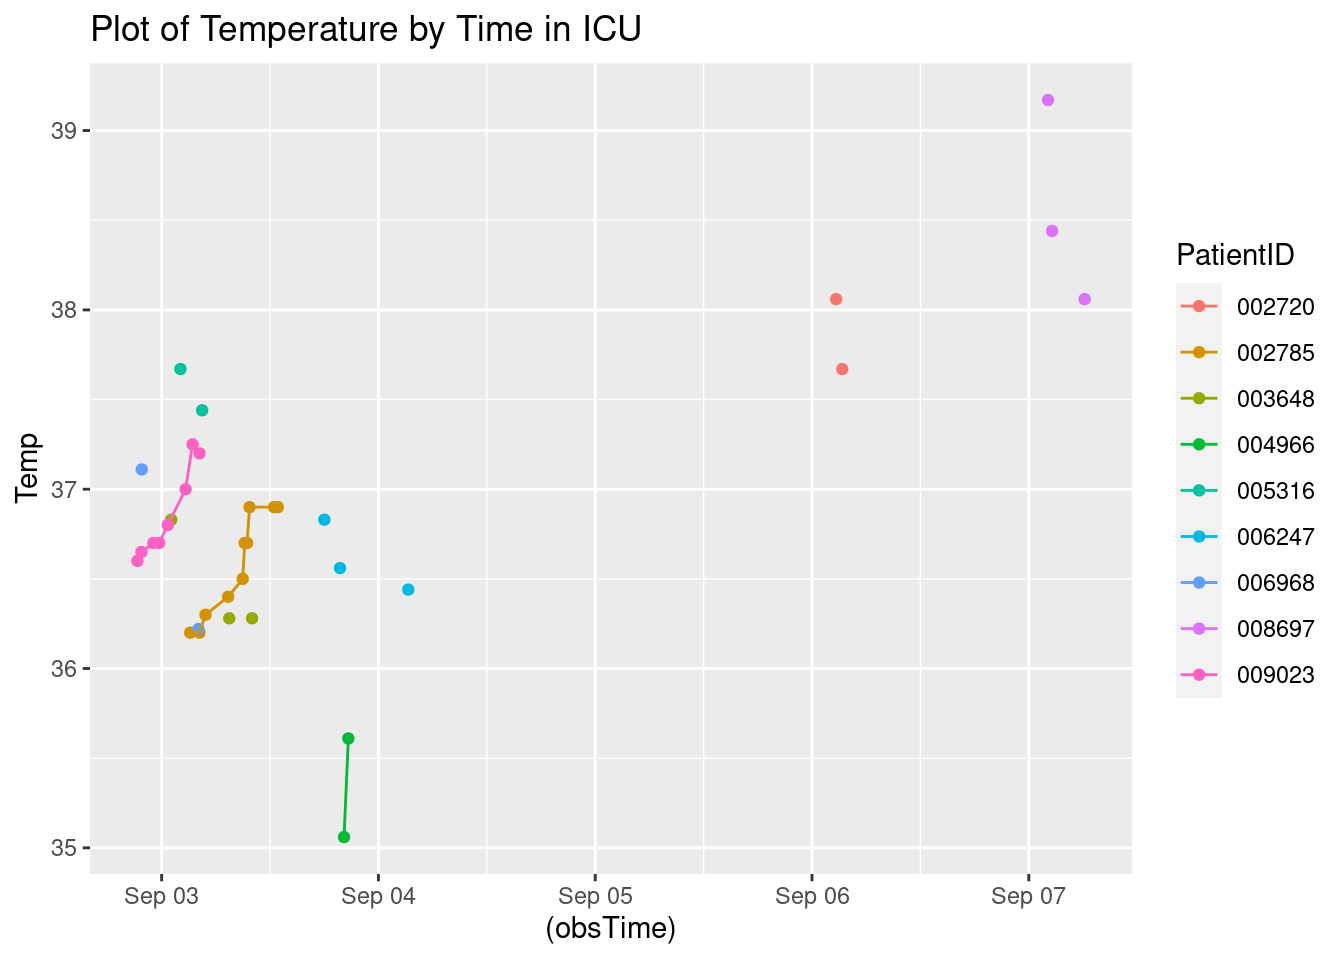 Plot of Temperature by Time in ICU
39
38
37
36
35
Temp
Sep 03 Sep 04 Sep 05 Sep 06 Sep 07
(obsTime)
PatientID
002720
002785
003648
004966
005316
006247
006968
008697
009023